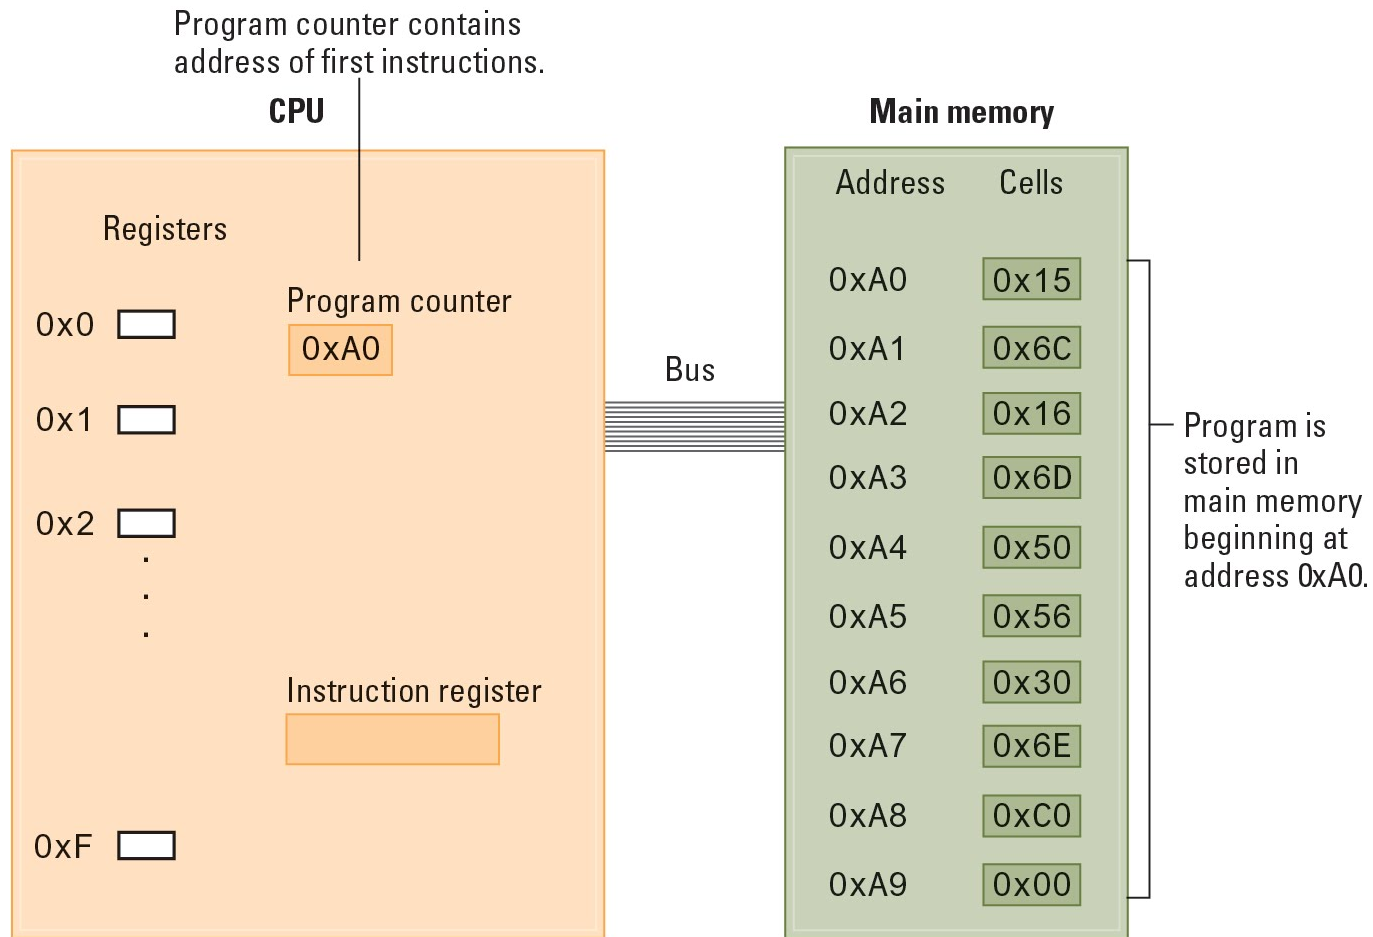 Program counter contains
address of first instructions.
CPU
Registers
0x0
0x1
0x2
.
.
.
0xF
Program counter
0xA0
Instruction register
Bus
Main memory
Address Cells
0xA0 0x15
0xA1 0x6C
0xA2 0x16
0xA3 0x6D
0xA4 0x50
0xA5 0x56
0xA6 0x30
0xA7 0x6E
0xA8 0xC0
0xA9 0x00
Program is
stored in
main memory
beginning at
address 0xA0.